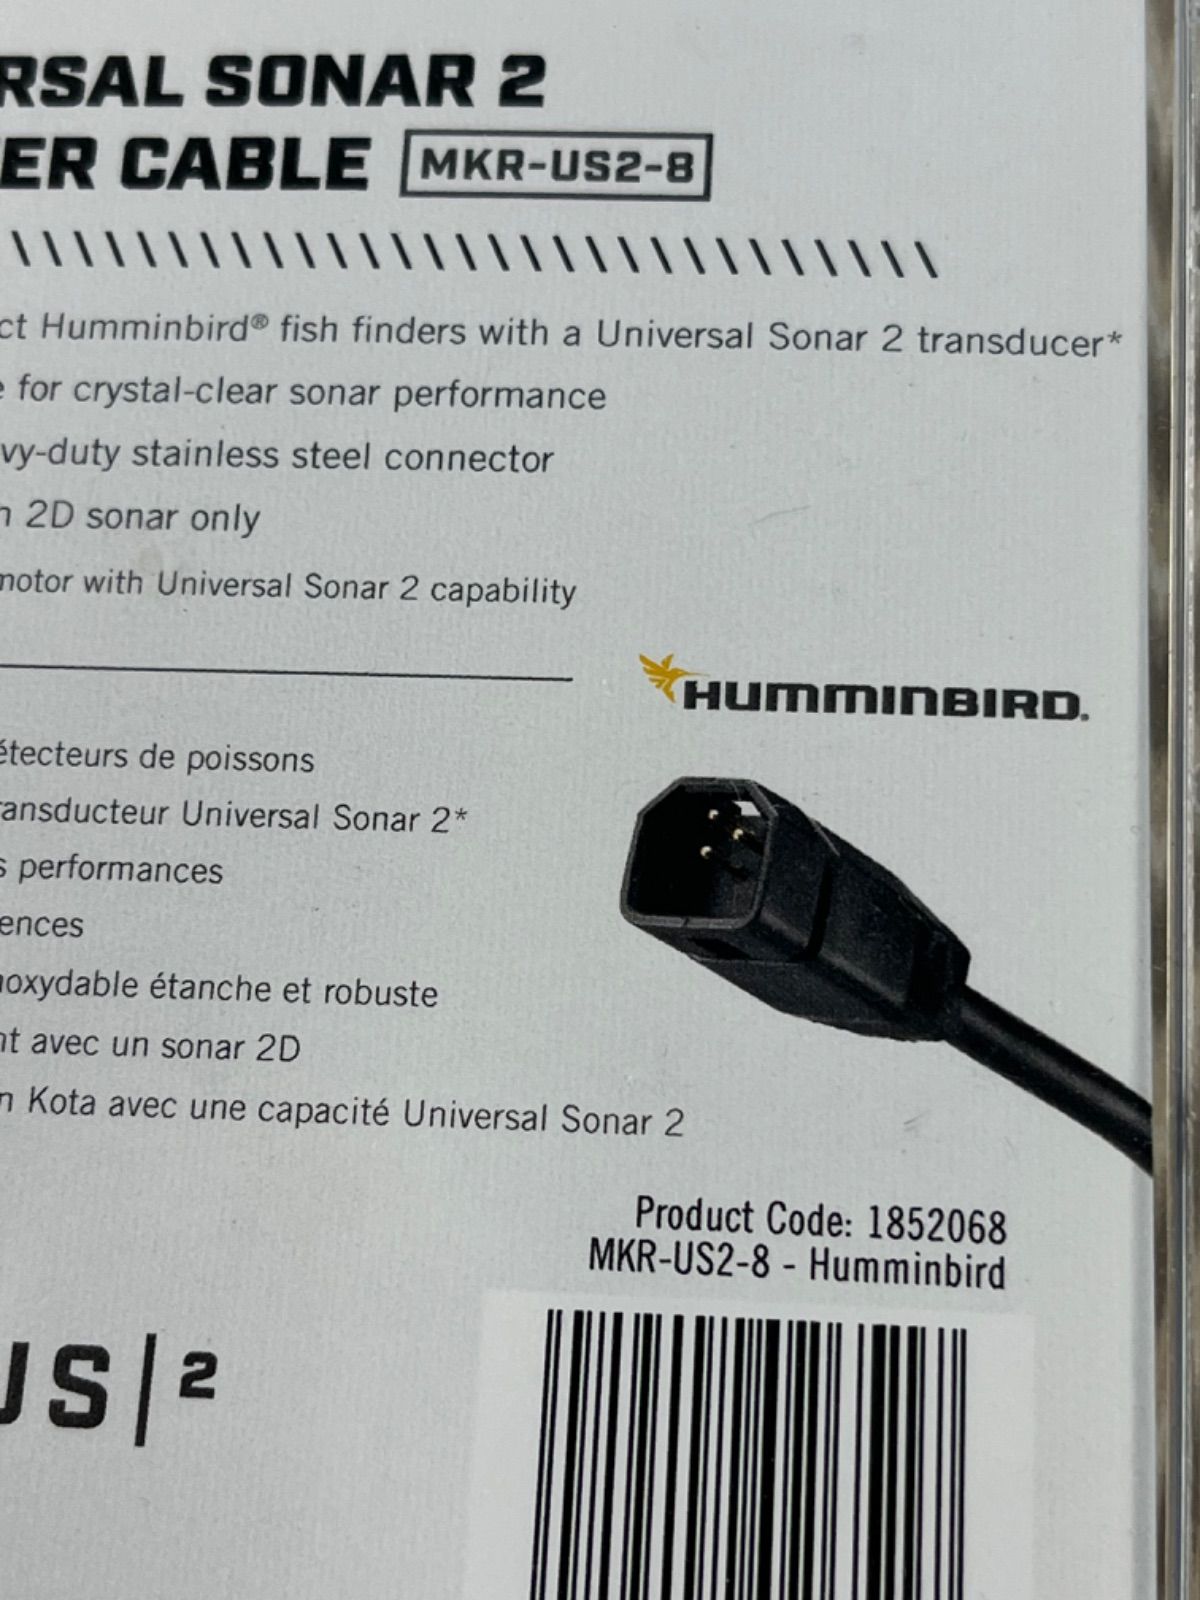 RSAL SONAR 2
ER CABLE MKR-US2-8
ct Humminbird® fish finders with a Universal Sonar 2 transducer*
e for crystal-clear sonar performance
vy-duty stainless steel connector
n 2D sonar only
motor with Universal Sonar 2 capability
HUMMINBIRD.
étecteurs de poissons
ransducteur Universal Sonar 2*
s performances
ences
noxydable étanche et robuste
nt avec un sonar 2D
n Kota avec une capacité Universal Sonar 2
Product Code: 1852068
MKR-US2-8 - Humminbird
US|2